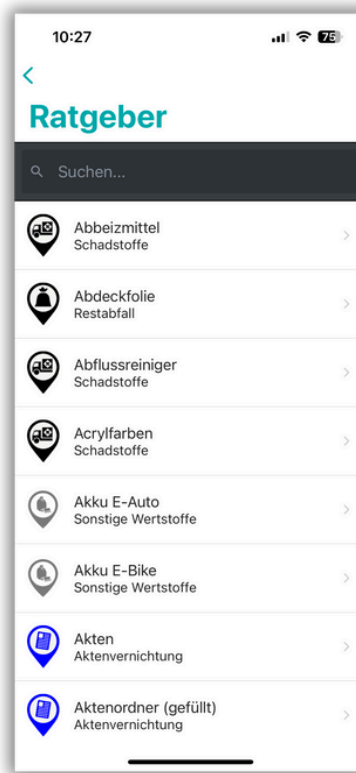 10:27
75
Ratgeber
Suchen...
Abbeizmittel
Schadstoffe
Abdeckfolie
Restabfall
Abflussreiniger
Schadstoffe
Acrylfarben
Schadstoffe
Akku E-Auto
Sonstige Wertstoffe
Akku E-Bike
Sonstige Wertstoffe
Akten
Aktenvernichtung
Aktenordner (gefüllt)
Aktenvernichtung